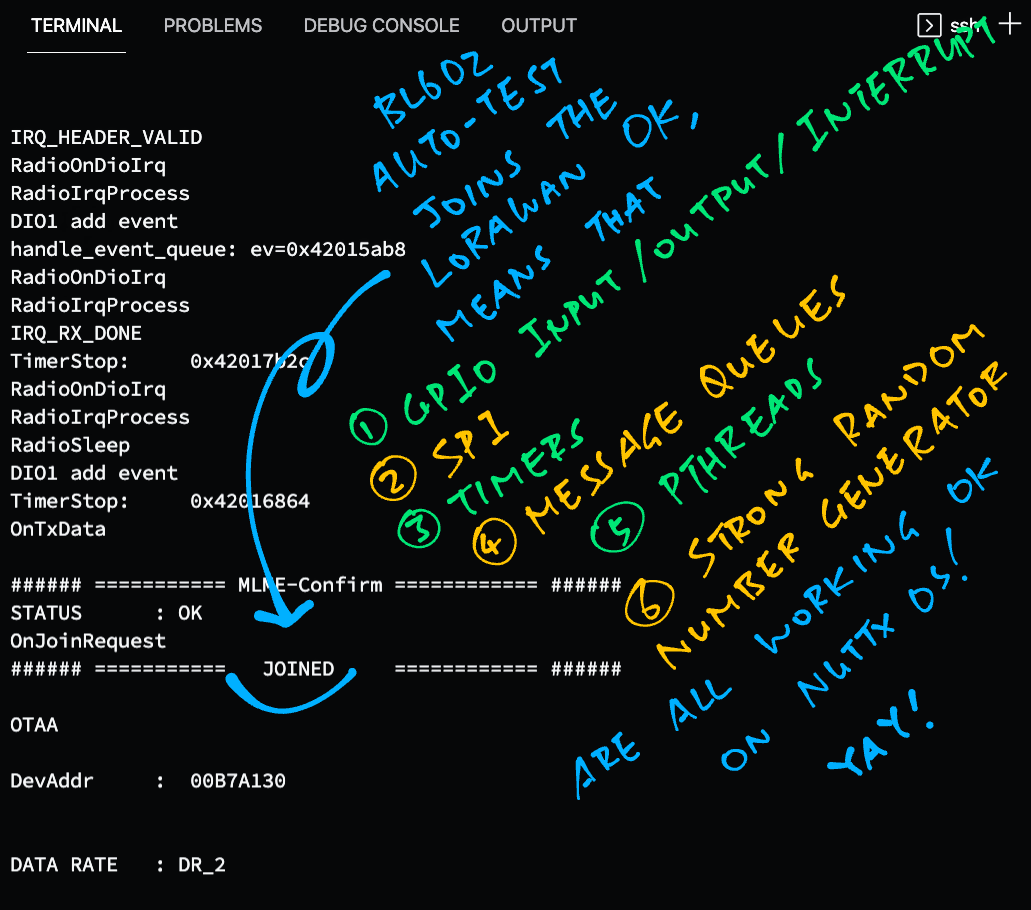 TERMINAL PROBLEMS DEBUG CONSOLE OUTPUT ssh
IRQ_HEADER_VALID
RadioOnDioIrq
RadioIrqProcess
DIO1 add event
handle_event_queue: ev=0x42015ab8
RadioOnDioIrq
RadioIrqProcess
IRQ_RX_DONE
TimerStop:     0x42017b2c
RadioOnDioIrq
RadioIrqProcess
RadioSleep
DIO1 add event
TimerStop:     0x42016864
OnTxData
###### =========== MLME-Confirm ============ ######
STATUS    : OK
OnJoinRequest
###### ===========   JOINED     ============ ######
OTAA
DevAddr    :  00B7A130
DATA RATE   : DR_2
BL602
AUTO-TEST
JOINS THE
LORAWAN OK,
MEANS THAT
1 GPIO INPUT/OUTPUT/INTERRUPT
2 SPI
3 TIMERS
4 MESSAGE QUEUES
5 PTHREADS
6 STRONG RANDOM
NUMBER GENERATOR
ARE ALL WORKING OK
ON NUTTX OS!
YAY!